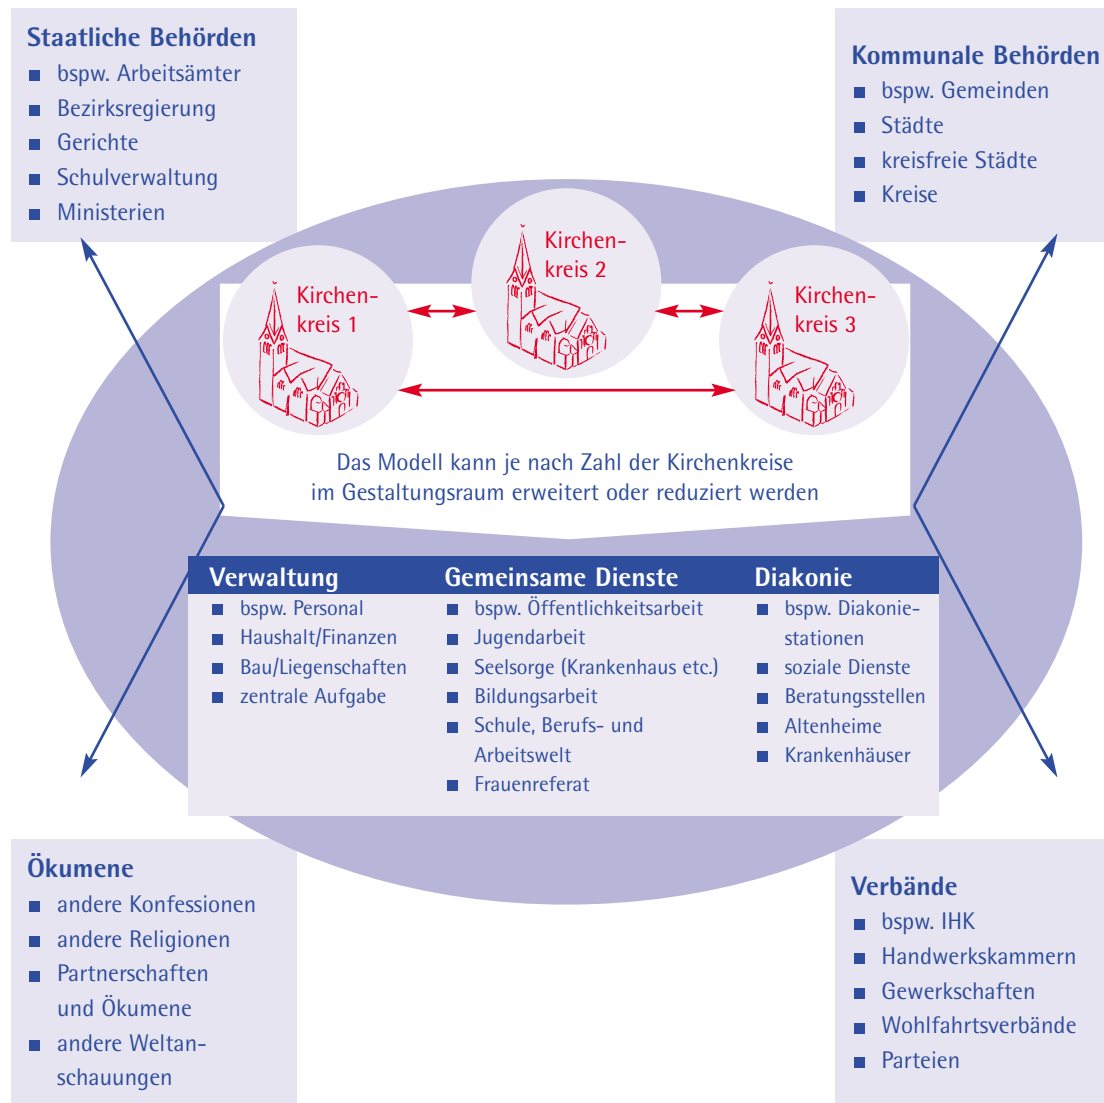 Staatliche Behörden
bspw. Arbeitsämter
Bezirksregierung
Gerichte
Schulverwaltung
Ministerien
Kommunale Behörden
bspw. Gemeinden
Städte
kreisfreie Städte
Kreise
Kirchen-
kreis 1
Kirchen-
kreis 2
Kirchen-
kreis 3
Das Modell kann je nach Zahl der Kirchenkreise
im Gestaltungsraum erweitert oder reduziert werden
Verwaltung
bspw. Personal
Haushalt/Finanzen
Bau/Liegenschaften
zentrale Aufgabe
Gemeinsame Dienste
bspw. Öffentlichkeitsarbeit
Jugendarbeit
Seelsorge (Krankenhaus etc.)
Bildungsarbeit
Schule, Berufs- und
Arbeitswelt
Frauenreferat
Diakonie
bspw. Diakonie-
stationen
soziale Dienste
Beratungsstellen
Altenheime
Krankenhäuser
Ökumene
andere Konfessionen
andere Religionen
Partnerschaften
und Ökumene
andere Weltan-
schauungen
Verbände
bspw. IHK
Handwerkskammern
Gewerkschaften
Wohlfahrtsverbände
Parteien